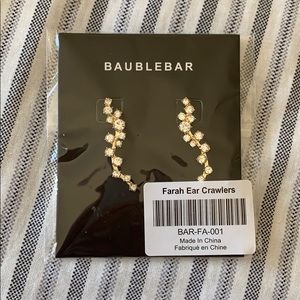 BAUBLEBAR
Farah Ear Crawlers
BAR-FA-001
Made In China
Fabriqué en Chine